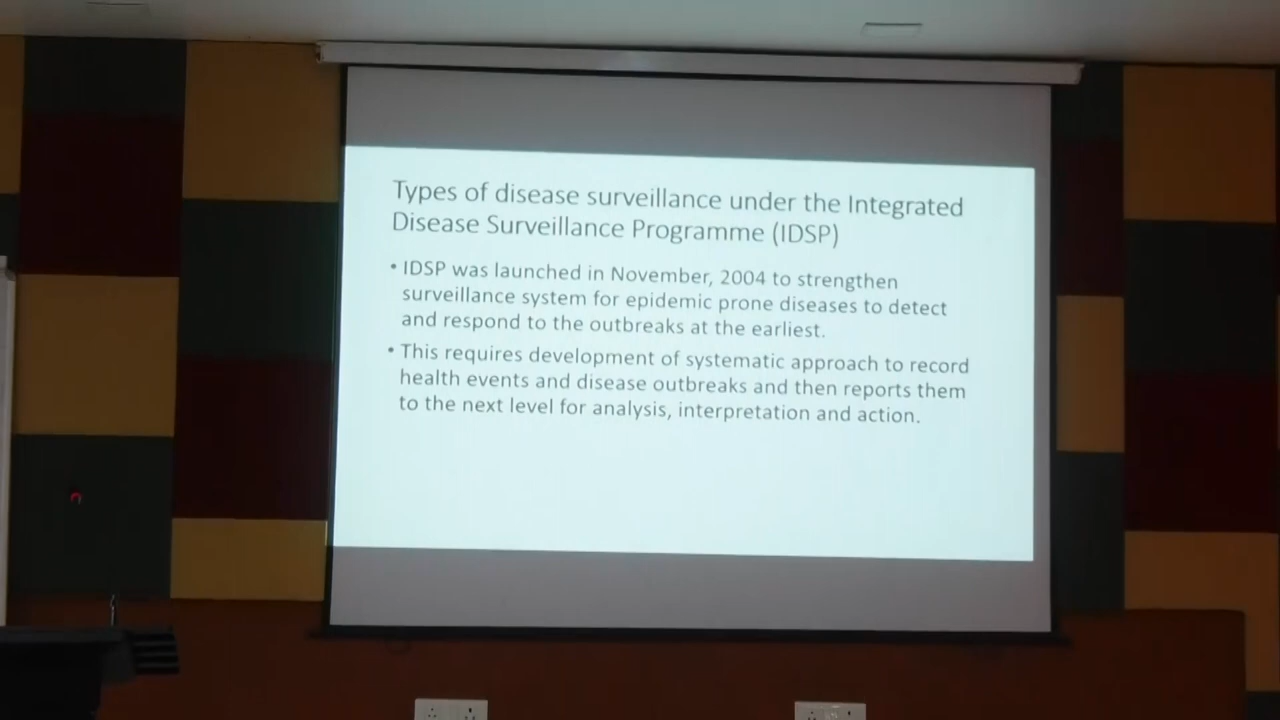 Types of disease surveillance under the Integrated
Disease Surveillance Programme (IDSP)
• IDSP was launched in November, 2004 to strengthen
surveillance system for epidemic prone diseases to detect
and respond to the outbreaks at the earliest.
• This requires development of systematic approach to record
health events and disease outbreaks and then reports them
to the next level for analysis, interpretation and action.